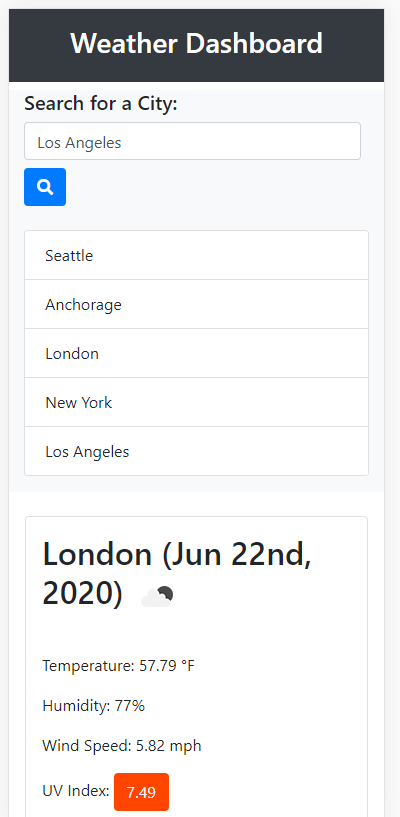 Weather Dashboard
Search for a City:
Los Angeles
Seattle
Anchorage
London
New York
Los Angeles
London (Jun 22nd,
2020)
Temperature: 57.79 °F
Humidity: 77%
Wind Speed: 5.82 mph
UV Index: 7.49